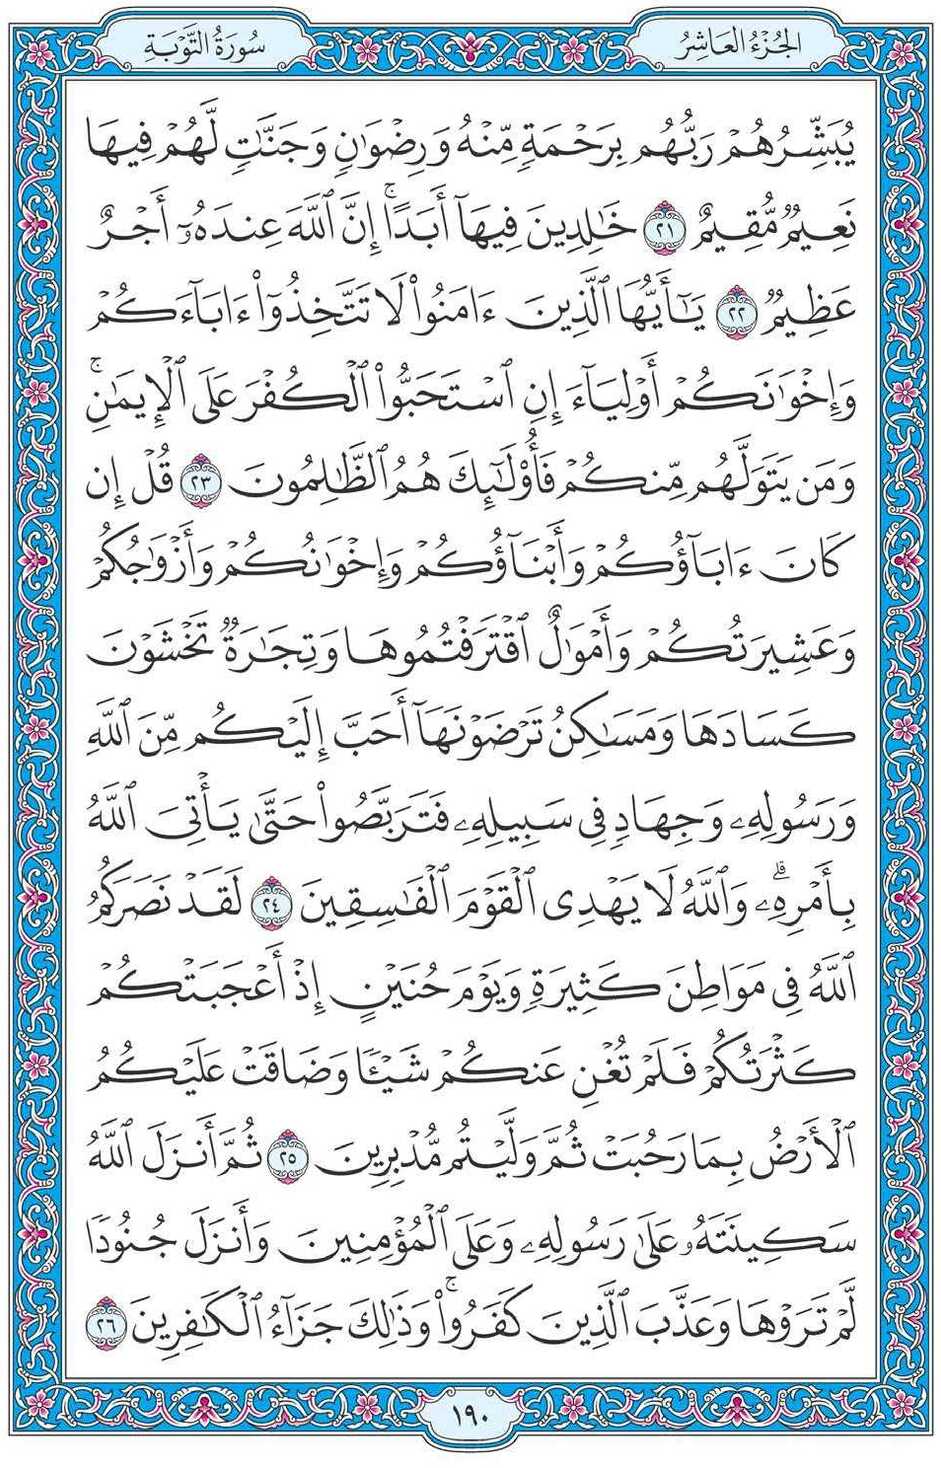 الجُزْءُ العَاشِرُ
سُورَةُ التَّوْبَةِ
يُبَشِّرُهُمْ رَبُّهُم بِرَحْمَةٍ مِّنْهُ وَرِضْوَٰنٍ وَجَنَّٰتٍ لَّهُمْ فِيهَا
نَعِيمٌ مُّقِيمٌ ٢١ خَٰلِدِينَ فِيهَآ أَبَدًا ۚ إِنَّ ٱللَّهَ عِندَهُۥٓ أَجْرٌ
عَظِيمٌ ٢٢ يَٰٓأَيُّهَا ٱلَّذِينَ ءَامَنُوا۟ لَا تَتَّخِذُوٓا۟ ءَابَآءَكُمْ
وَإِخْوَٰنَكُمْ أَوْلِيَآءَ إِنِ ٱسْتَحَبُّوا۟ ٱلْكُفْرَ عَلَى ٱلْإِيمَٰنِ ۚ
وَمَن يَتَوَلَّهُم مِّنكُمْ فَأُو۟لَٰٓئِكَ هُمُ ٱلظَّٰلِمُونَ ٢٣ قُلْ إِن
كَانَ ءَابَآؤُكُمْ وَأَبْنَآؤُكُمْ وَإِخْوَٰنُكُمْ وَأَزْوَٰجُكُمْ
وَعَشِيرَتُكُمْ وَأَمْوَٰلٌ ٱقْتَرَفْتُمُوهَا وَتِجَٰرَةٌ تَخْشَوْنَ
كَسَادَهَا وَمَسَٰكِنُ تَرْضَوْنَهَآ أَحَبَّ إِلَيْكُم مِّنَ ٱللَّهِ
وَرَسُولِهِۦ وَجِهَادٍ فِى سَبِيلِهِۦ فَتَرَبَّصُوا۟ حَتَّىٰ يَأْتِىَ ٱللَّهُ
بِأَمْرِهِۦ ۗ وَٱللَّهُ لَا يَهْدِى ٱلْقَوْمَ ٱلْفَٰسِقِينَ ٢٤ لَقَدْ نَصَرَكُمُ
ٱللَّهُ فِى مَوَاطِنَ كَثِيرَةٍ ۙ وَيَوْمَ حُنَيْنٍ ۙ إِذْ أَعْجَبَتْكُمْ
كَثْرَتُكُمْ فَلَمْ تُغْنِ عَنكُمْ شَيْـًٔا وَضَاقَتْ عَلَيْكُمُ
ٱلْأَرْضُ بِمَا رَحُبَتْ ثُمَّ وَلَّيْتُم مُّدْبِرِينَ ٢٥ ثُمَّ أَنزَلَ ٱللَّهُ
سَكِينَتَهُۥ عَلَىٰ رَسُولِهِۦ وَعَلَى ٱلْمُؤْمِنِينَ وَأَنزَلَ جُنُودًا
لَّمْ تَرَوْهَا وَعَذَّبَ ٱلَّذِينَ كَفَرُوا۟ ۚ وَذَٰلِكَ جَزَآءُ ٱلْكَٰفِرِينَ ٢٦
١٩٠